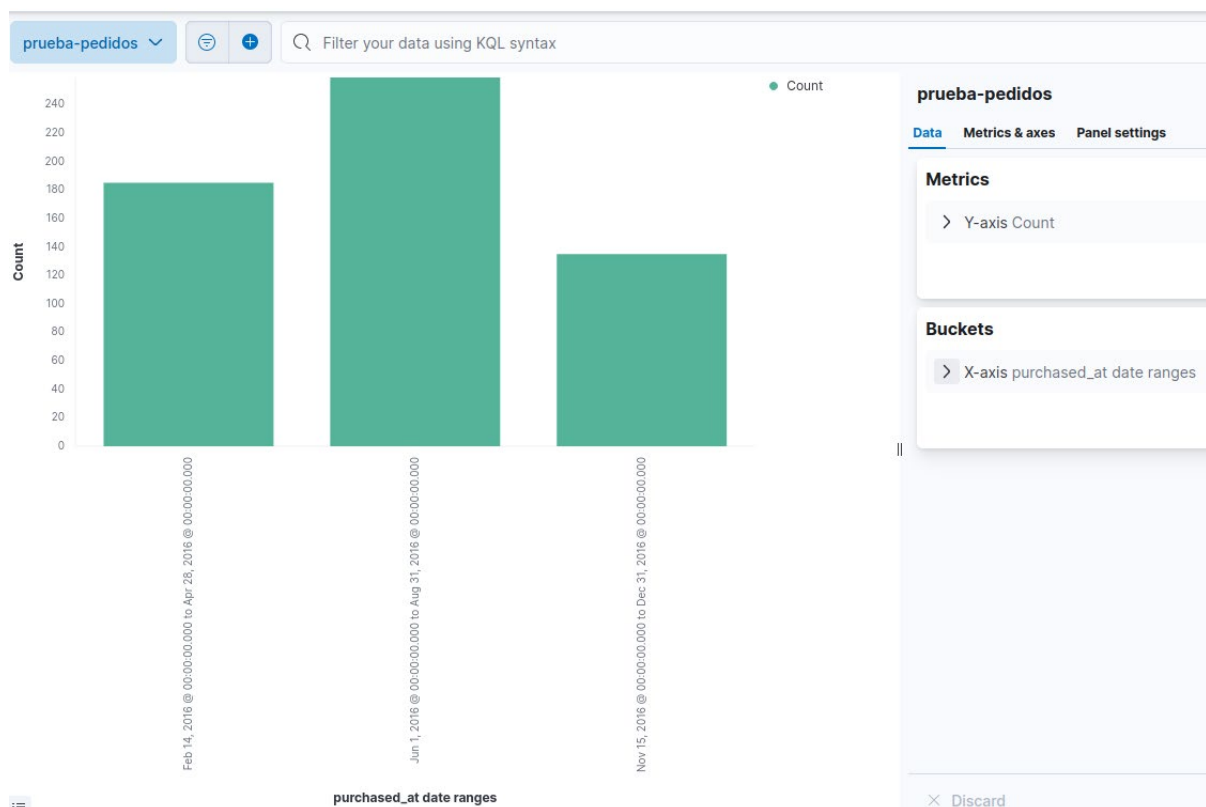 prueba-pedidos
Filter your data using KQL syntax
Count
240
220
200
180
160
140
120
100
80
60
40
20
0
Count
Feb 14, 2016 @ 00:00:00.000 to Apr 28, 2016 @ 00:00:00.000
Jun 1, 2016 @ 00:00:00.000 to Aug 31, 2016 @ 00:00:00.000
Nov 15, 2016 @ 00:00:00.000 to Dec 31, 2016 @ 00:00:00.000
purchased_at date ranges
prueba-pedidos
Data Metrics & axes Panel settings
Metrics
Y-axis Count
Buckets
X-axis purchased_at date ranges
Discard